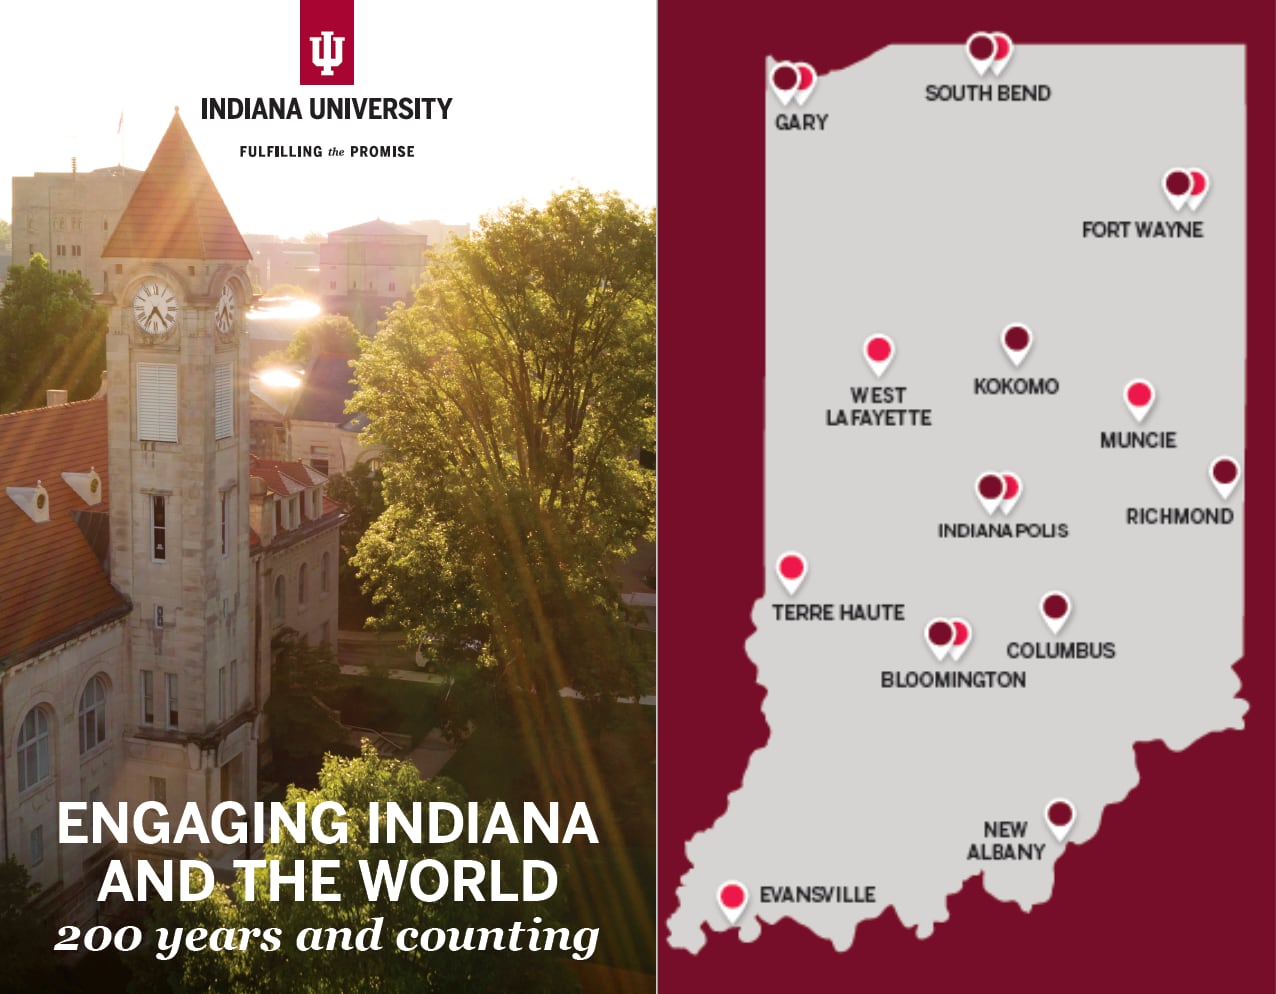 INDIANA UNIVERSITY
FULFILLING the PROMISE
ENGAGING INDIANA
AND THE WORLD
200 years and counting
SOUTH BEND
GARY
FORT WAYNE
WEST
LAFAYETTE
KOKOMO
MUNCIE
INDIANAPOLIS
RICHMOND
TERRE HAUTE
COLUMBUS
BLOOMINGTON
NEW
ALBANY
EVANSVILLE